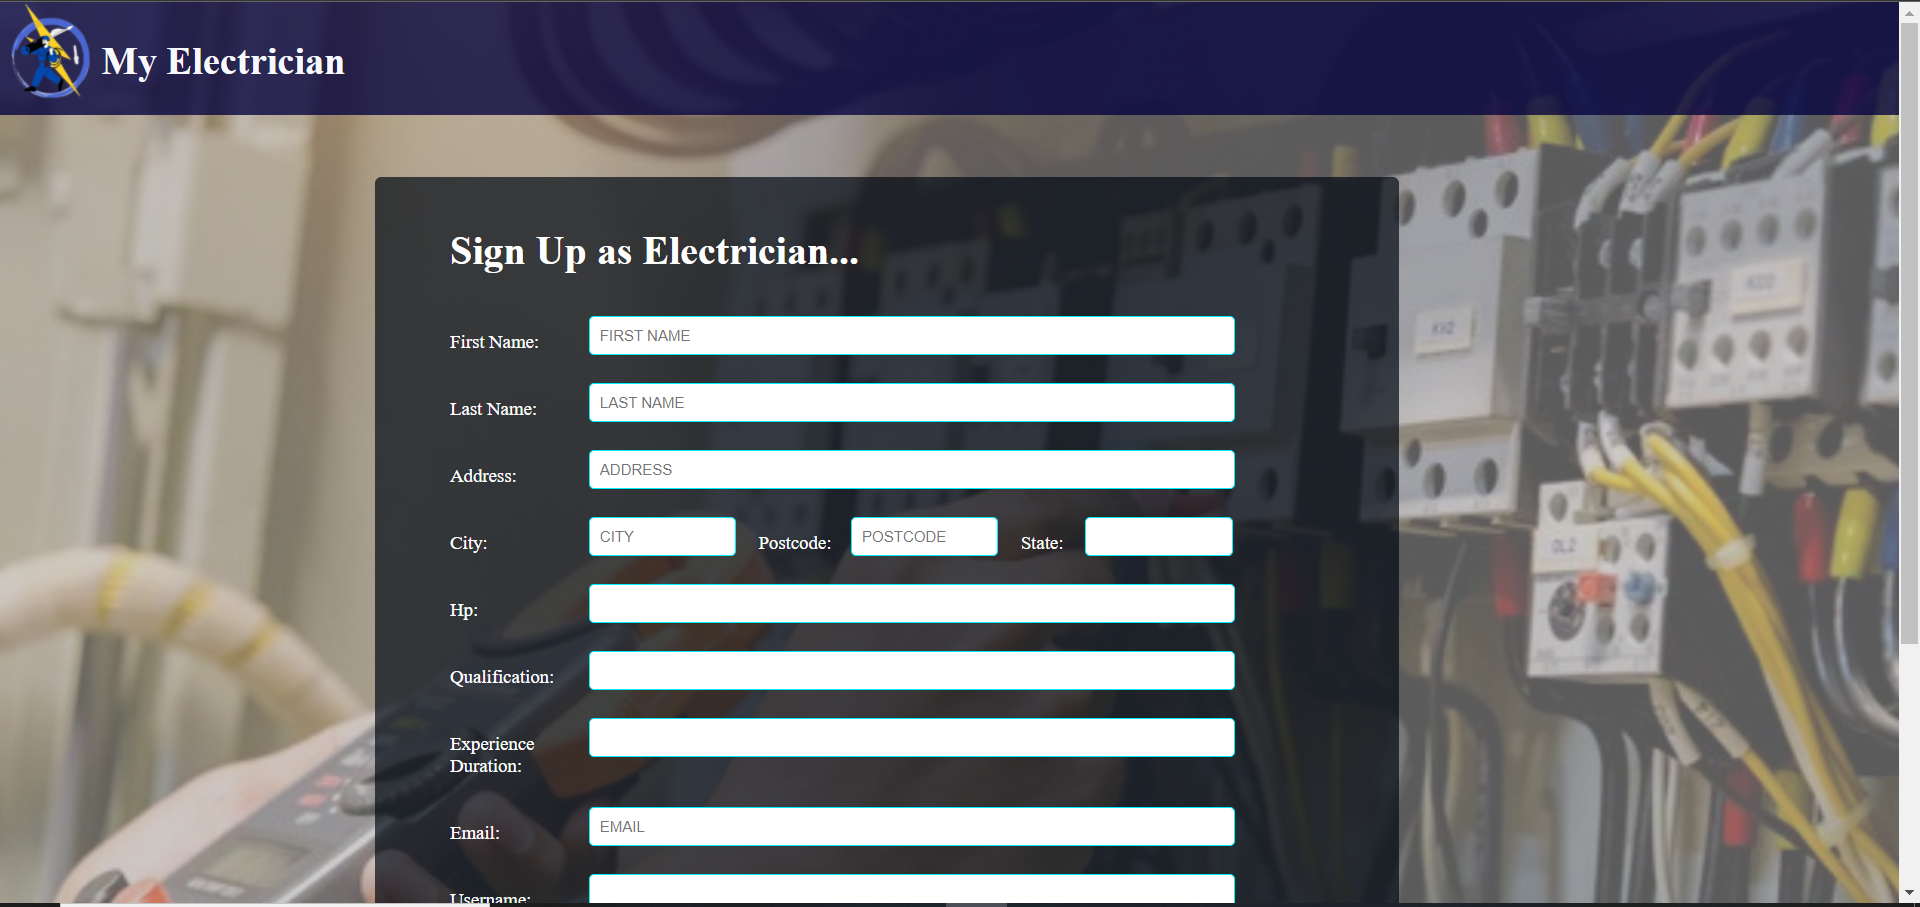 My Electrician
Sign Up as Electrician...
First Name: FIRST NAME
Last Name: LAST NAME
Address: ADDRESS
City: CITY Postcode: POSTCODE State:
Hp:
Qualification:
Experience
Duration:
Email: EMAIL
Username:
KX2